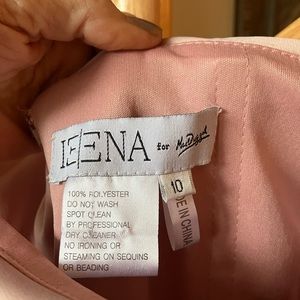 IEENA for Mac Duggal
10
100% POLYESTER
DO NOT WASH
SPOT CLEAN
BY PROFESSIONAL
DRY CLEANER
NO IRONING OR
STEAMING ON SEQUINS
OR BEADING
DE IN CHINA